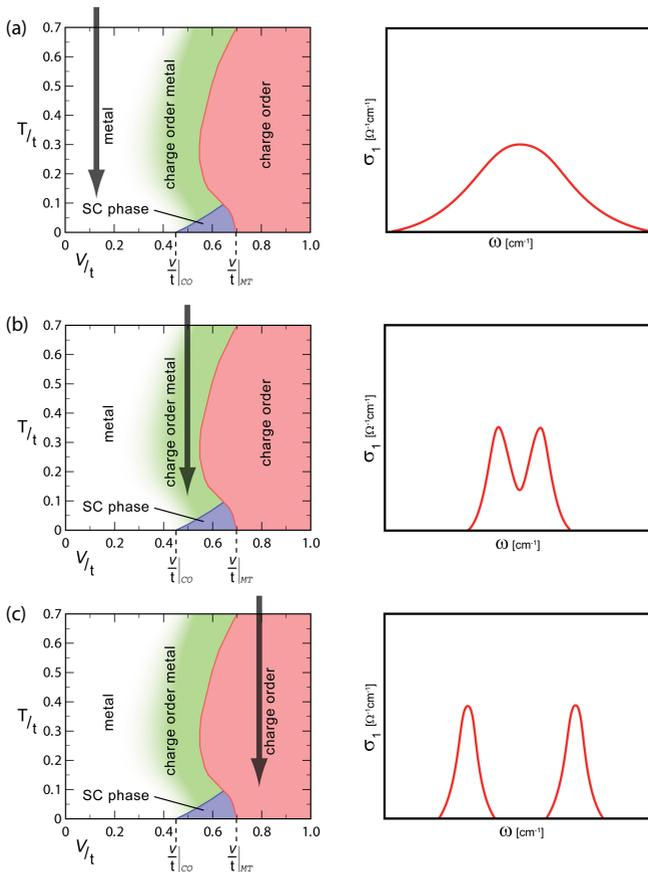 (a)
0.7
0.6
0.5
0.4
0.3
0.2
0.1
0
T/t
metal
charge order metal
charge order
SC phase
0 0.2 0.4 0.6 0.8 1.0
V/t
v/t|CO
v/t|MT
σ1 [Ω-1cm-1]
ω [cm-1]
(b)
0.7
0.6
0.5
0.4
0.3
0.2
0.1
0
T/t
metal
charge order metal
charge order
SC phase
0 0.2 0.4 0.6 0.8 1.0
V/t
v/t|CO
v/t|MT
σ1 [Ω-1cm-1]
ω [cm-1]
(c)
0.7
0.6
0.5
0.4
0.3
0.2
0.1
0
T/t
metal
charge order metal
charge order
SC phase
0 0.2 0.4 0.6 0.8 1.0
V/t
v/t|CO
v/t|MT
σ1 [Ω-1cm-1]
ω [cm-1]